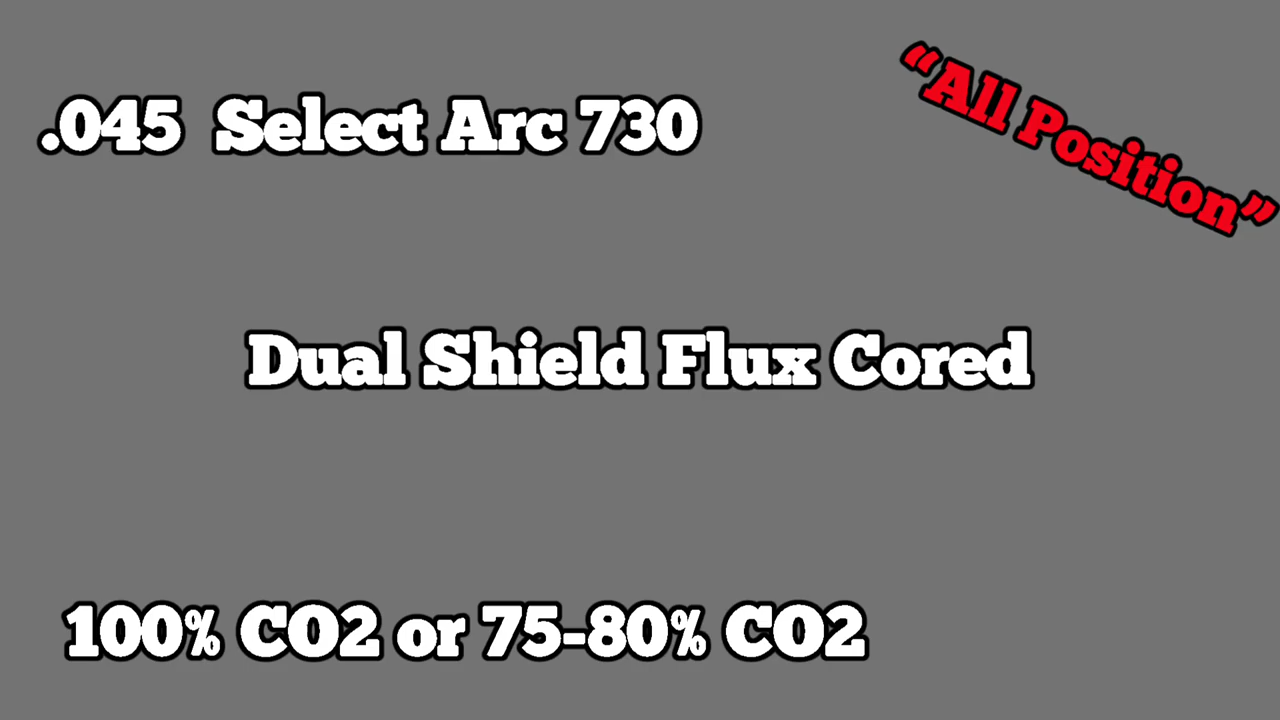 .045 Select Arc 730
“All Position”
Dual Shield Flux Cored
100% CO2 or 75-80% CO2